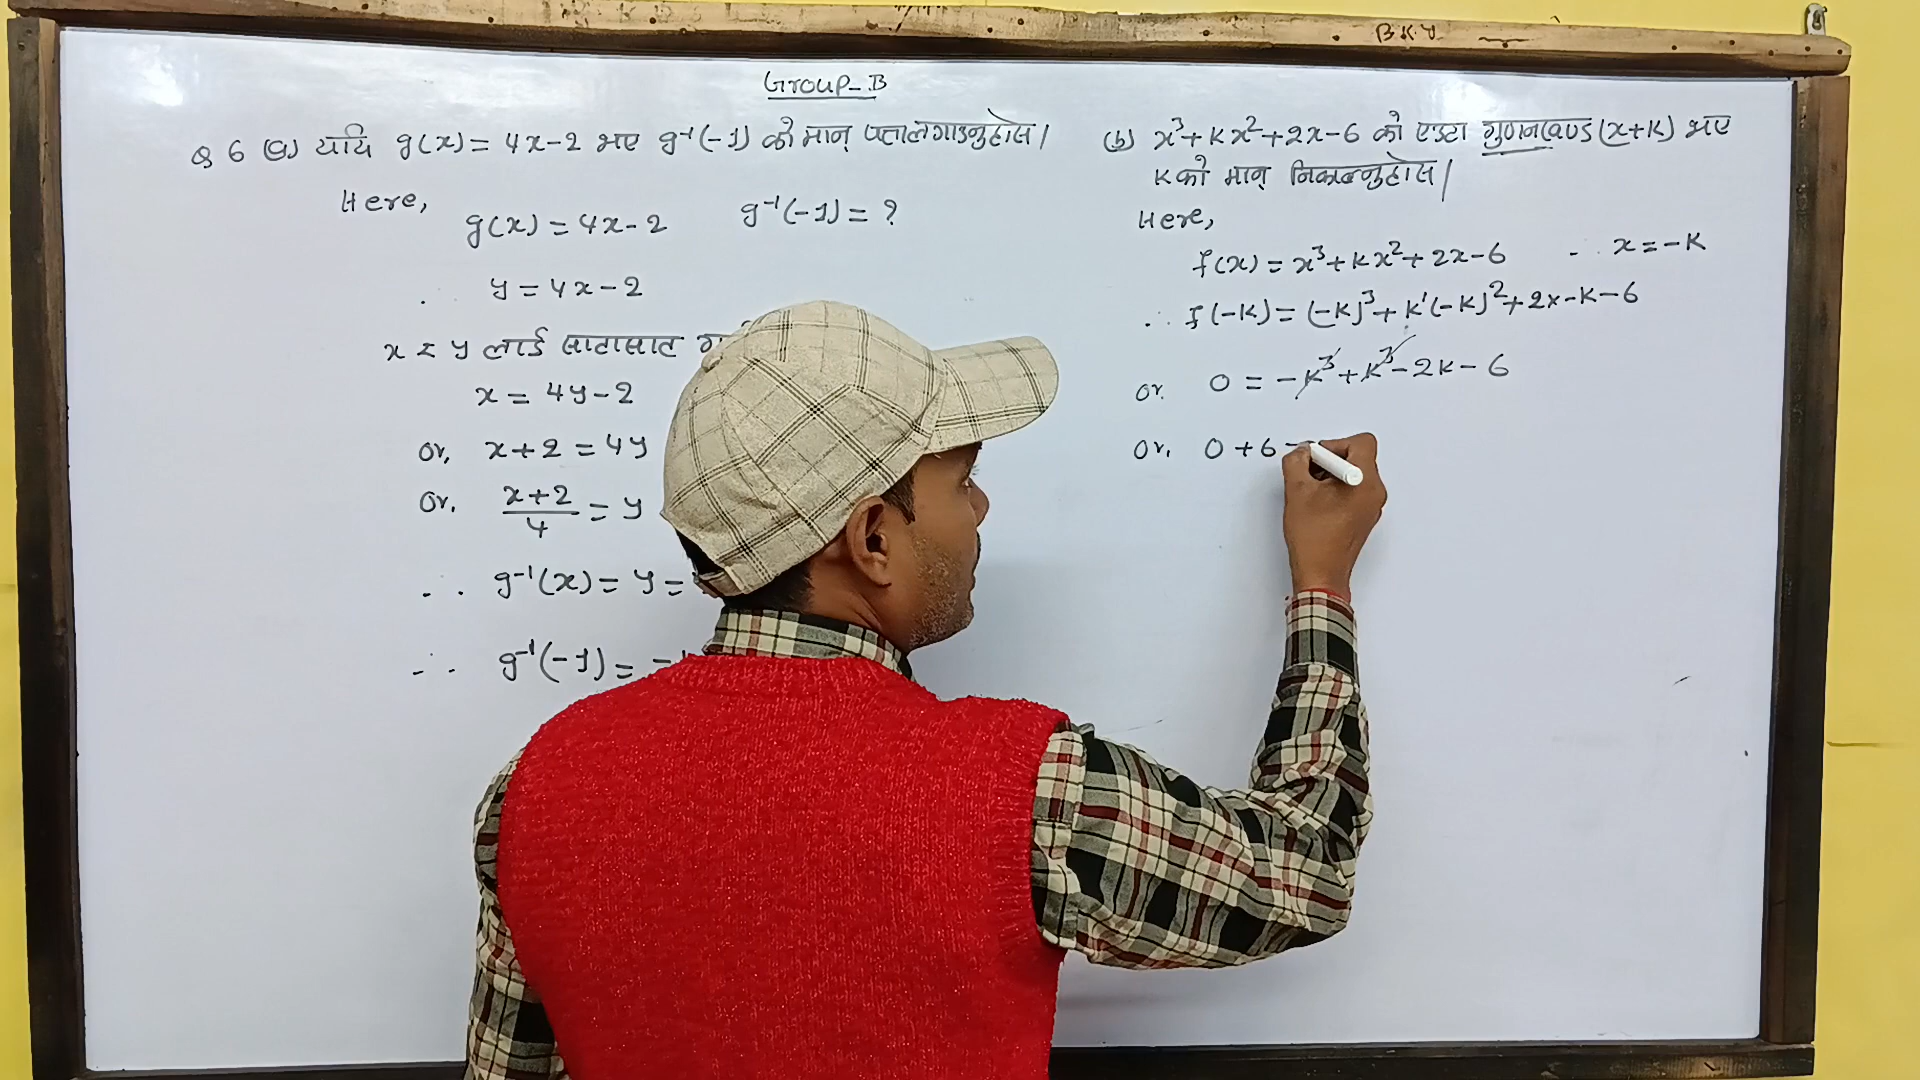 B.K.Y
Group-B
Q 6 (a) यदि g(x) = 4x-2 भए g⁻¹(-1) को मान् पत्तालगाउनुहोस।
Here,
g(x) = 4x-2 g⁻¹(-1) = ?
y = 4x-2
x र y लाई साटासाट
x = 4y-2
or, x+2 = 4y
or, (x+2)/4 = y
∴ g⁻¹(x) = y =
∴ g⁻¹(-1) =
(b) x³+kx²+2x-6 को एउटा गुणनखण्ड (x+k) भए
k को मान् निकाल्नुहोस।
Here,
f(x) = x³+kx²+2x-6 ∴ x = -k
∴ f(-k) = (-k)³+k'(-k)²+2x-k-6
or. 0 = -k³+k³-2k-6
or, 0+6